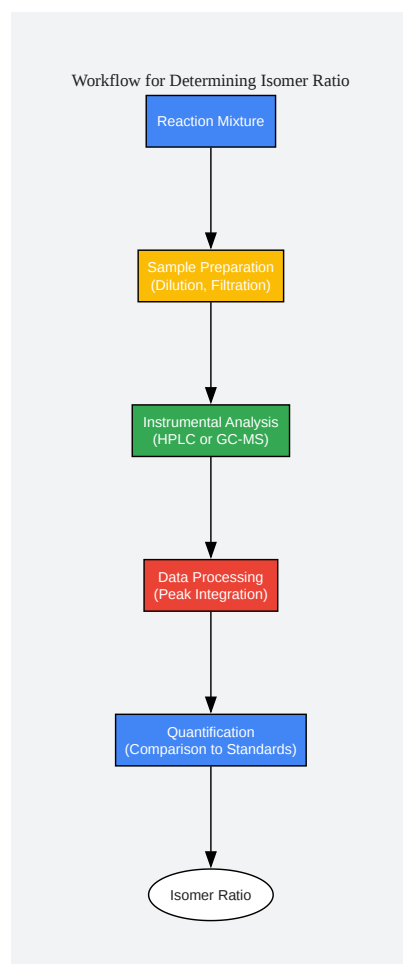 Workflow for Determining Isomer Ratio
Reaction Mixture
Sample Preparation
(Dilution, Filtration)
Instrumental Analysis
(HPLC or GC-MS)
Data Processing
(Peak Integration)
Quantification
(Comparison to Standards)
Isomer Ratio